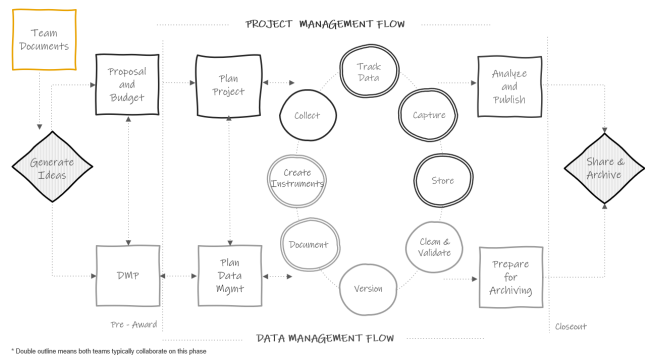 PROJECT MANAGEMENT FLOW
Team
Documents
Proposal
and
Budget
Plan
Project
Track
Data
Analyze
and
Publish
Collect
Capture
Generate
Ideas
Create
Instruments
Store
Share &
Archive
Document
Clean &
Validate
DMP
Plan
Data
Mgmt
Version
Prepare
for
Archiving
Pre - Award
Closeout
DATA MANAGEMENT FLOW
* Double outline means both teams typically collaborate on this phase